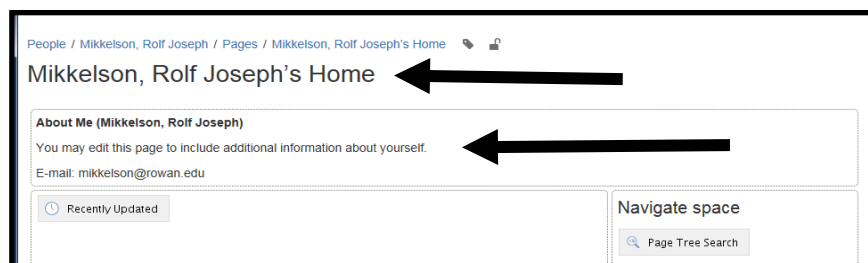 People / Mikkelson, Rolf Joseph / Pages / Mikkelson, Rolf Joseph's Home
Mikkelson, Rolf Joseph's Home
About Me (Mikkelson, Rolf Joseph)
You may edit this page to include additional information about yourself.
E-mail: mikkelson@rowan.edu
Recently Updated
Navigate space
Page Tree Search